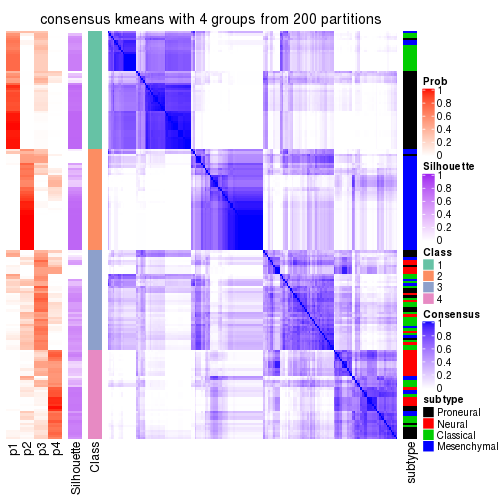 consensus kmeans with 4 groups from 200 partitions
Prob
1
0.8
0.6
0.4
0.2
0
Silhouette
1
0.8
0.6
0.4
0.2
0
Class
1
2
3
4
Consensus
1
0.8
0.6
0.4
0.2
0
subtype
Proneural
Neural
Classical
Mesenchymal
p1
p2
p3
p4
Silhouette
Class
subtype